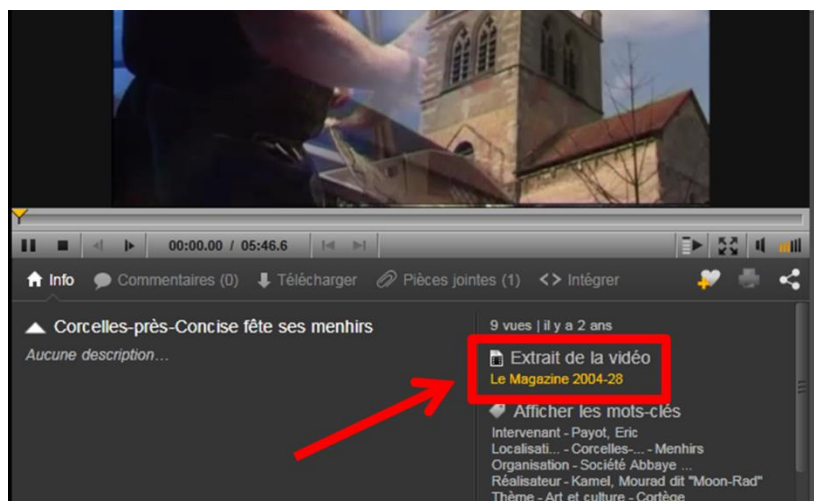 00:00.00 / 05:46.6
Info
Commentaires (0)
Télécharger
Pièces jointes (1)
Intégrer
Corcelles-près-Concise fête ses menhirs
Aucune description…
9 vues | il y a 2 ans
Extrait de la vidéo
Le Magazine 2004-28
Afficher les mots-clés
Intervenant - Payot, Eric
Localisati... - Corcelles-... - Menhirs
Organisation - Société Abbaye ...
Réalisateur - Kamel, Mourad dit "Moon-Rad"
Thème - Art et culture - Cortège